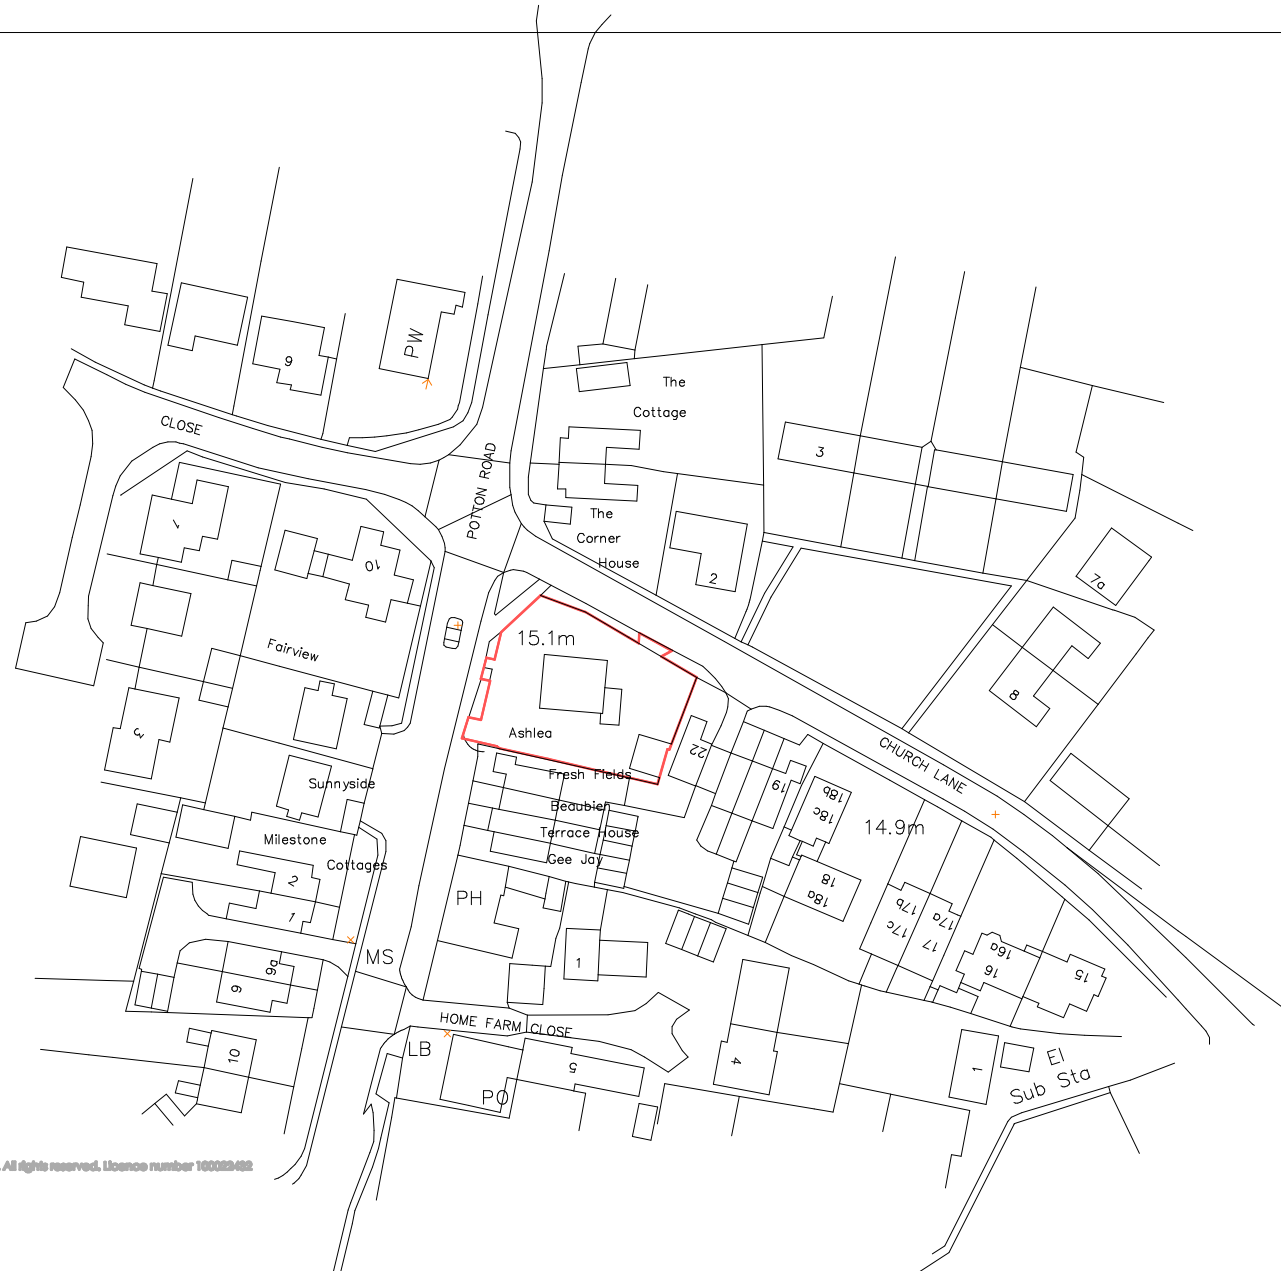 PW
9
The
Cottage
CLOSE
POTTON ROAD
3
The
Corner
House
1
10
2
7a
15.1m
Fairview
8
Ashlea
22
3
CHURCH LANE
Fresh Fields
Sunnyside
19
18b
18c
Beaubien
14.9m
Terrace House
Milestone
Cottages
Gee Jay
2
18
18a
PH
1
17b
17a
17c
17
MS
9a
9
1
16a
16
15
HOME FARM CLOSE
LB
10
5
4
1
El
Sub Sta
PO
All rights reserved. Licence number 100022432